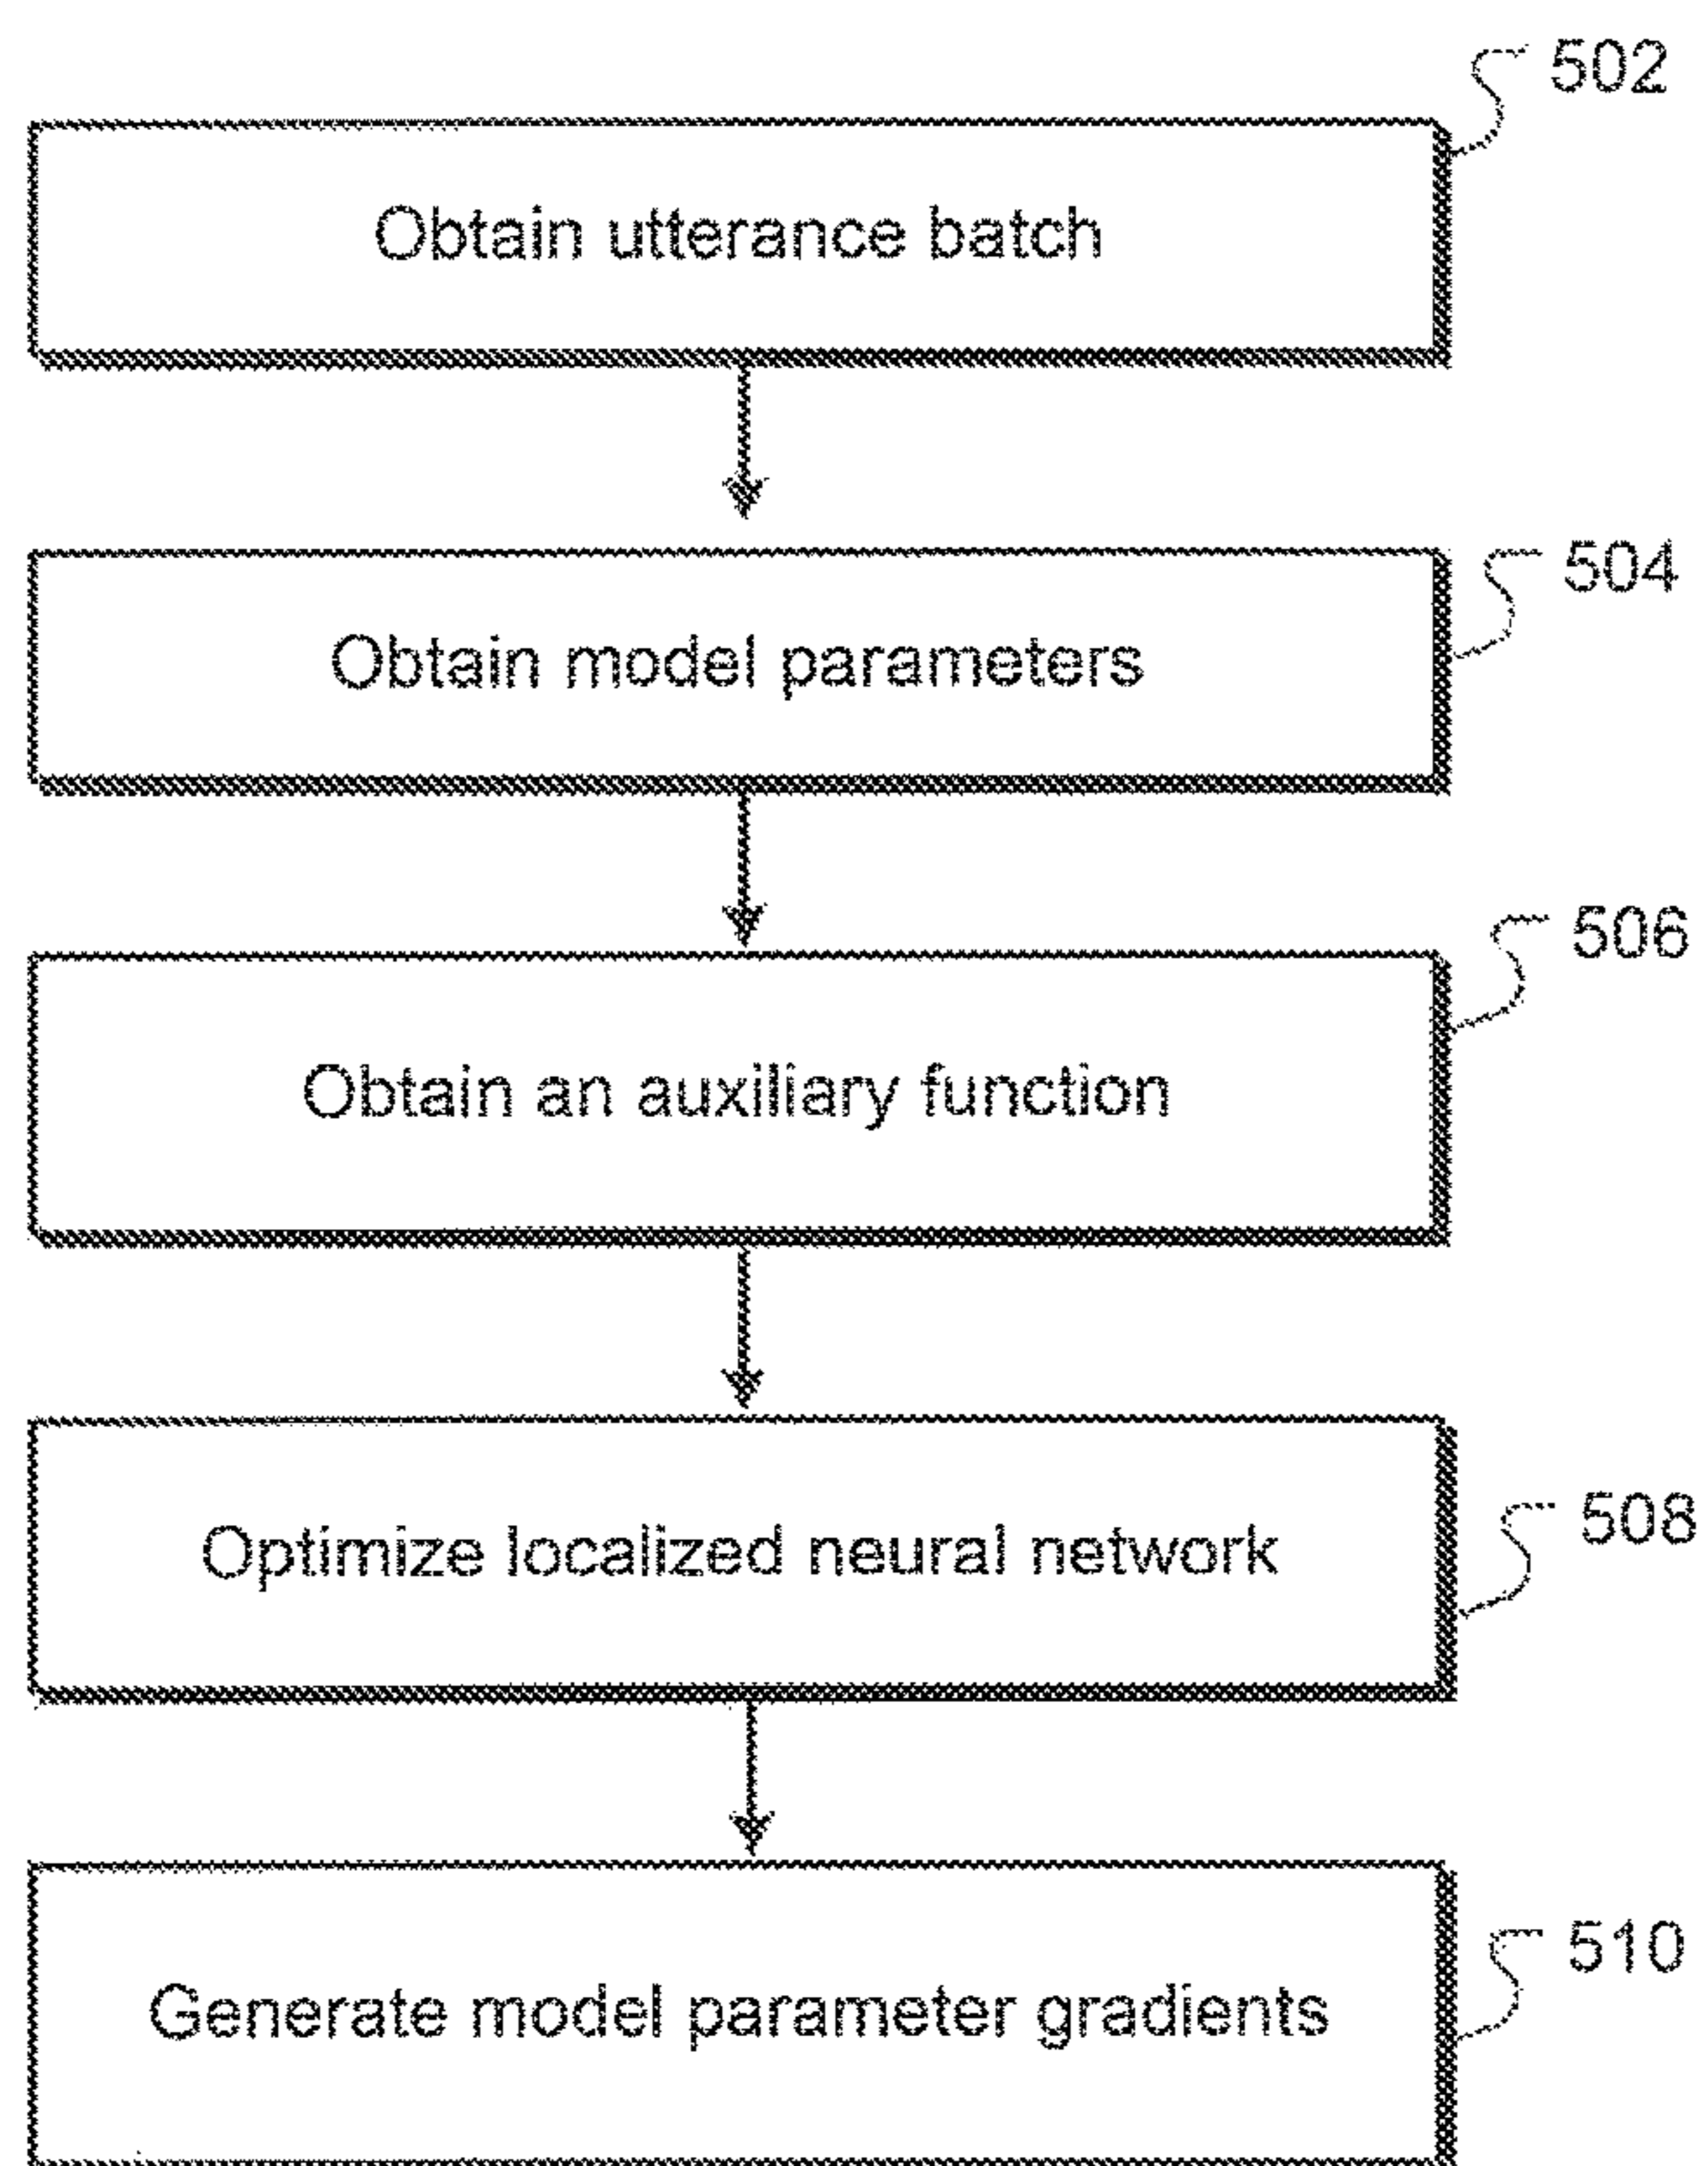 502
Obtain utterance batch
504
Obtain model parameters
506
Obtain an auxiliary function
508
Optimize localized neural network
510
Generate model parameter gradients